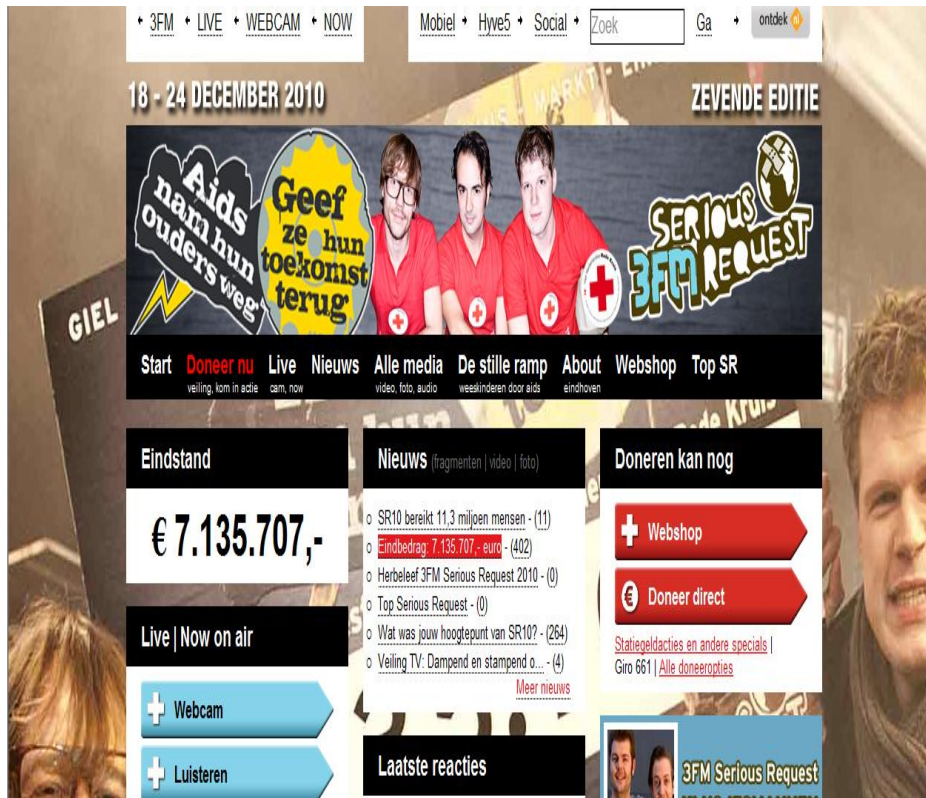 3FM LIVE WEBCAM NOW
Mobiel Hyve5 Social Zoek Ga ontdek nl
18 - 24 DECEMBER 2010
ZEVENDE EDITIE
Aids
nam hun
ouders weg
Geef
ze hun
toekomst
terug
SERIOUS
3FM REQUEST
GIEL
Start Doneer nu Live Nieuws Alle media De stille ramp About Webshop Top SR
veiling, kom in actie cam, now video, foto, audio weeskinderen door aids eindhoven
Eindstand
€ 7.135.707,-
Live | Now on air
Webcam
Luisteren
Nieuws (fragmenten | video | foto)
SR10 bereikt 11,3 miljoen mensen - (11)
Eindbedrag: 7.135.707,- euro - (402)
Herbeleef 3FM Serious Request 2010 - (0)
Top Serious Request - (0)
Wat was jouw hoogtepunt van SR10? - (264)
Veiling TV: Dampend en stampend o... - (4)
Meer nieuws
Laatste reacties
Doneren kan nog
Webshop
Doneer direct
Statiegeldacties en andere specials |
Giro 661 | Alle doneeropties
3FM Serious Request